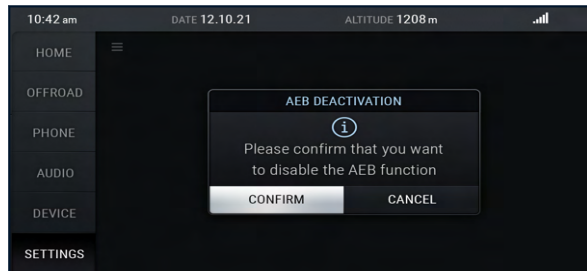 10:42 am DATE 12.10.21 ALTITUDE 1208 m
HOME
OFFROAD
PHONE
AUDIO
DEVICE
SETTINGS
AEB DEACTIVATION
Please confirm that you want
to disable the AEB function
CONFIRM CANCEL